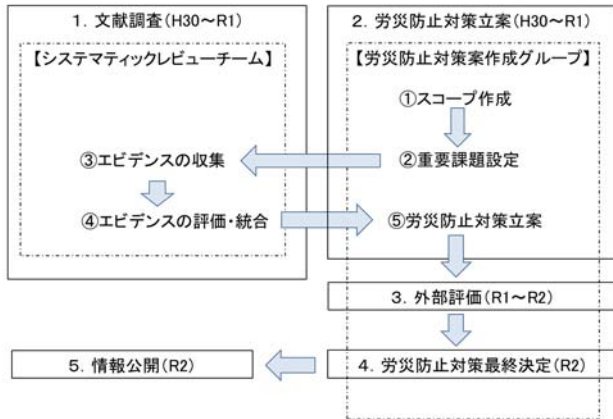 1．文献調査(H30～R1)
【システマティックレビューチーム】
③エビデンスの収集
④エビデンスの評価・統合
2．労災防止対策立案(H30～R1)
【労災防止対策案作成グループ】
①スコープ作成
②重要課題設定
⑤労災防止対策立案
3．外部評価(R1～R2)
4．労災防止対策最終決定(R2)
5．情報公開(R2)